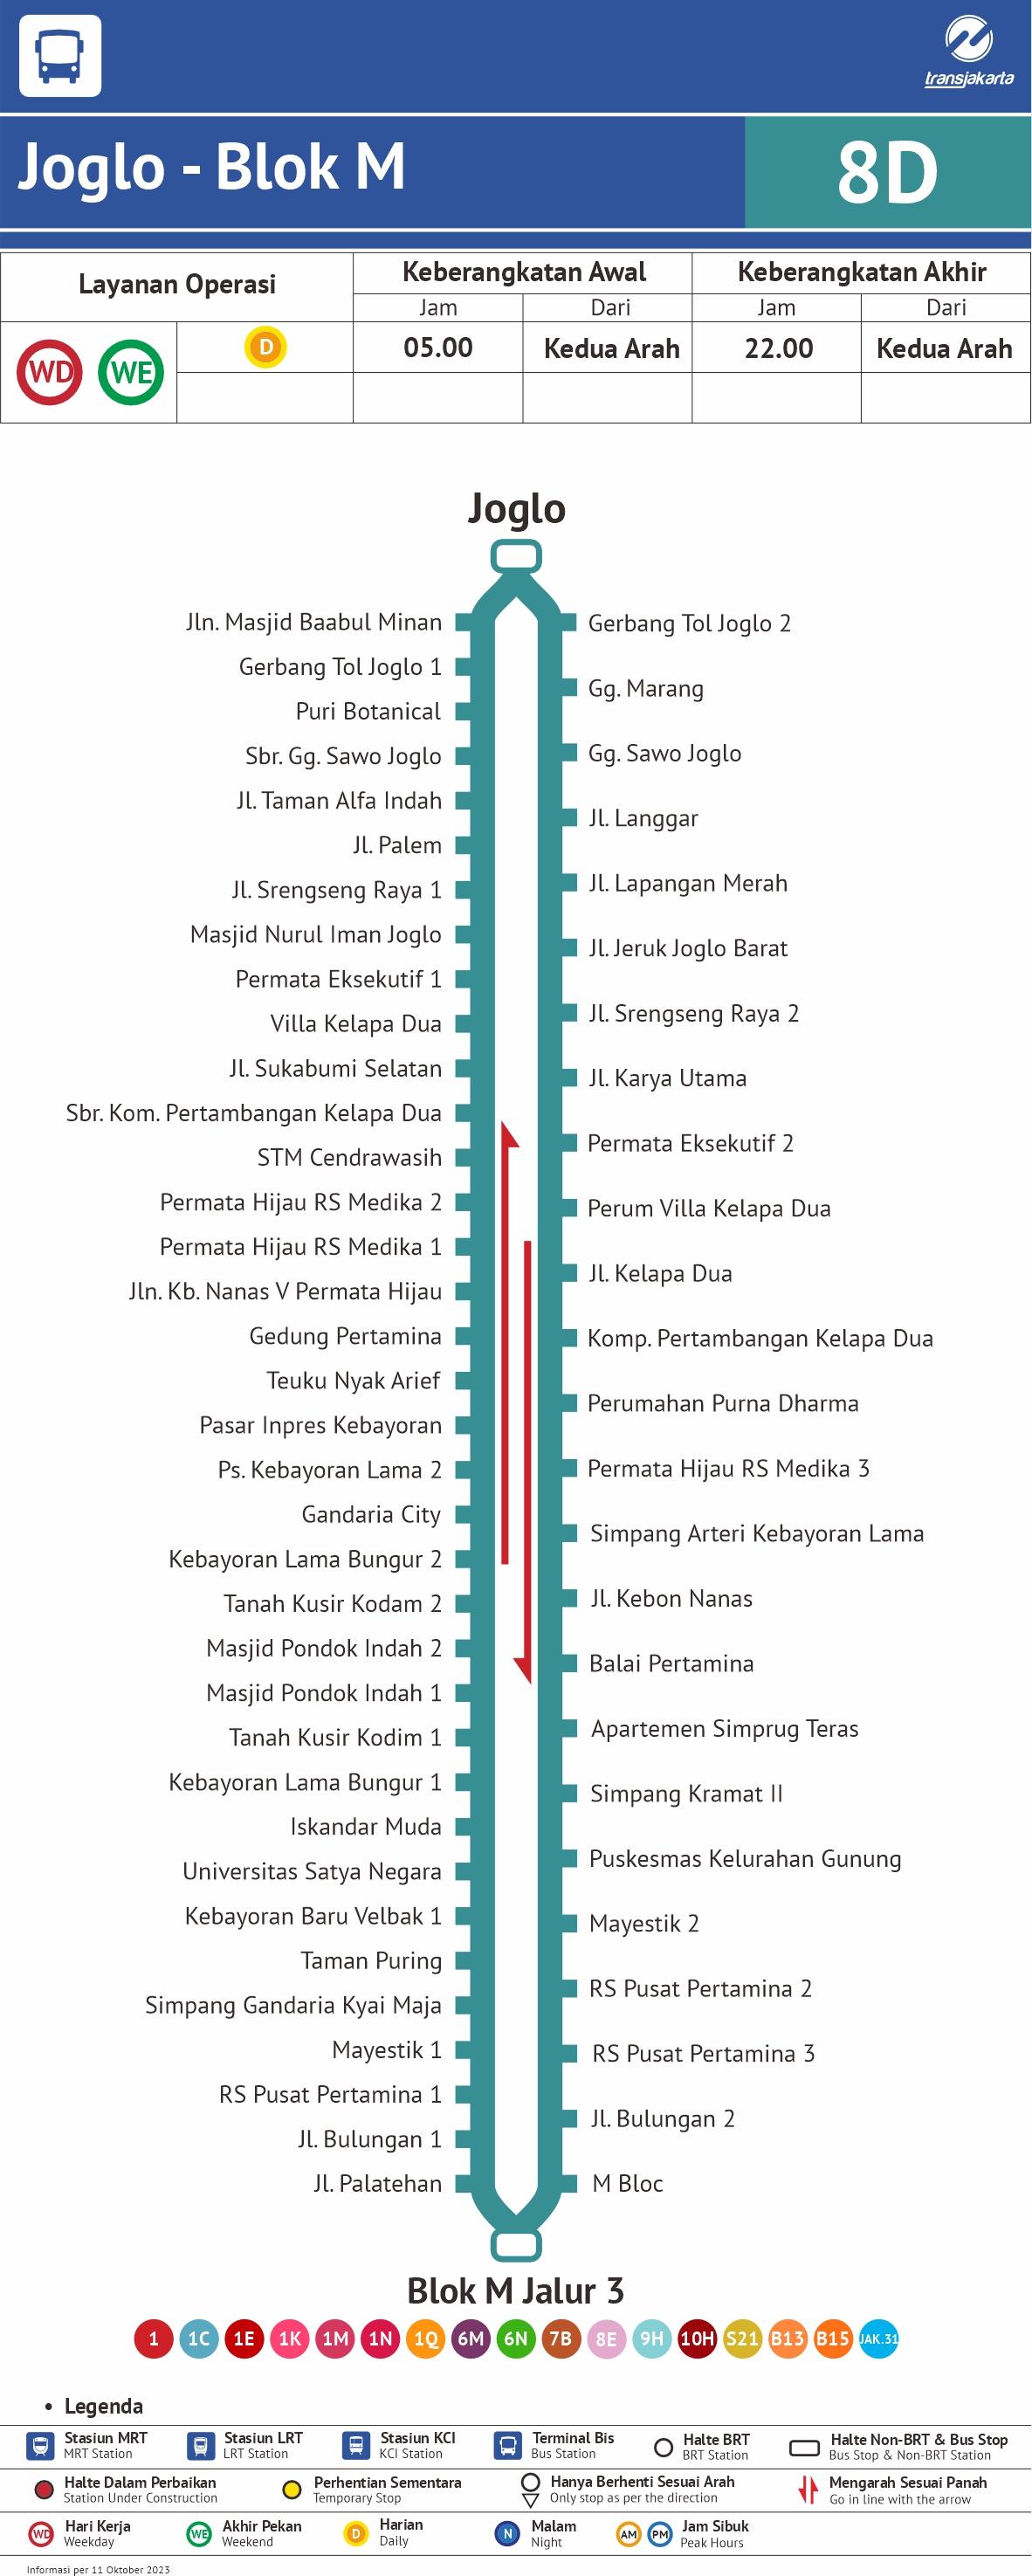 transjakarta
Joglo - Blok M
8D
Layanan Operasi
Keberangkatan Awal
Keberangkatan Akhir
Jam
Dari
Jam
Dari
WD WE
D
05.00
Kedua Arah
22.00
Kedua Arah
Joglo
Jln. Masjid Baabul Minan
Gerbang Tol Joglo 1
Puri Botanical
Sbr. Gg. Sawo Joglo
Jl. Taman Alfa Indah
Jl. Palem
Jl. Srengseng Raya 1
Masjid Nurul Iman Joglo
Permata Eksekutif 1
Villa Kelapa Dua
Jl. Sukabumi Selatan
Sbr. Kom. Pertambangan Kelapa Dua
STM Cendrawasih
Permata Hijau RS Medika 2
Permata Hijau RS Medika 1
Jln. Kb. Nanas V Permata Hijau
Gedung Pertamina
Teuku Nyak Arief
Pasar Inpres Kebayoran
Ps. Kebayoran Lama 2
Gandaria City
Kebayoran Lama Bungur 2
Tanah Kusir Kodam 2
Masjid Pondok Indah 2
Masjid Pondok Indah 1
Tanah Kusir Kodim 1
Kebayoran Lama Bungur 1
Iskandar Muda
Universitas Satya Negara
Kebayoran Baru Velbak 1
Taman Puring
Simpang Gandaria Kyai Maja
Mayestik 1
RS Pusat Pertamina 1
Jl. Bulungan 1
Jl. Palatehan
Gerbang Tol Joglo 2
Gg. Marang
Gg. Sawo Joglo
Jl. Langgar
Jl. Lapangan Merah
Jl. Jeruk Joglo Barat
Jl. Srengseng Raya 2
Jl. Karya Utama
Permata Eksekutif 2
Perum Villa Kelapa Dua
Jl. Kelapa Dua
Komp. Pertambangan Kelapa Dua
Perumahan Purna Dharma
Permata Hijau RS Medika 3
Simpang Arteri Kebayoran Lama
Jl. Kebon Nanas
Balai Pertamina
Apartemen Simprug Teras
Simpang Kramat II
Puskesmas Kelurahan Gunung
Mayestik 2
RS Pusat Pertamina 2
RS Pusat Pertamina 3
Jl. Bulungan 2
M Bloc
Blok M Jalur 3
1 1C 1E 1K 1M 1N 1Q 6M 6N 7B 8E 9H 10H S21 B13 B15 JAK.31
• Legenda
Stasiun MRT
MRT Station
Stasiun LRT
LRT Station
Stasiun KCI
KCI Station
Terminal Bis
Bus Station
Halte BRT
BRT Station
Halte Non-BRT & Bus Stop
Bus Stop & Non-BRT Station
Halte Dalam Perbaikan
Station Under Construction
Perhentian Sementara
Temporary Stop
Hanya Berhenti Sesuai Arah
Only stop as per the direction
Mengarah Sesuai Panah
Go in line with the arrow
WD
Hari Kerja
Weekday
WE
Akhir Pekan
Weekend
D
Harian
Daily
N
Malam
Night
AM PM
Jam Sibuk
Peak Hours
Informasi per 11 Oktober 2023